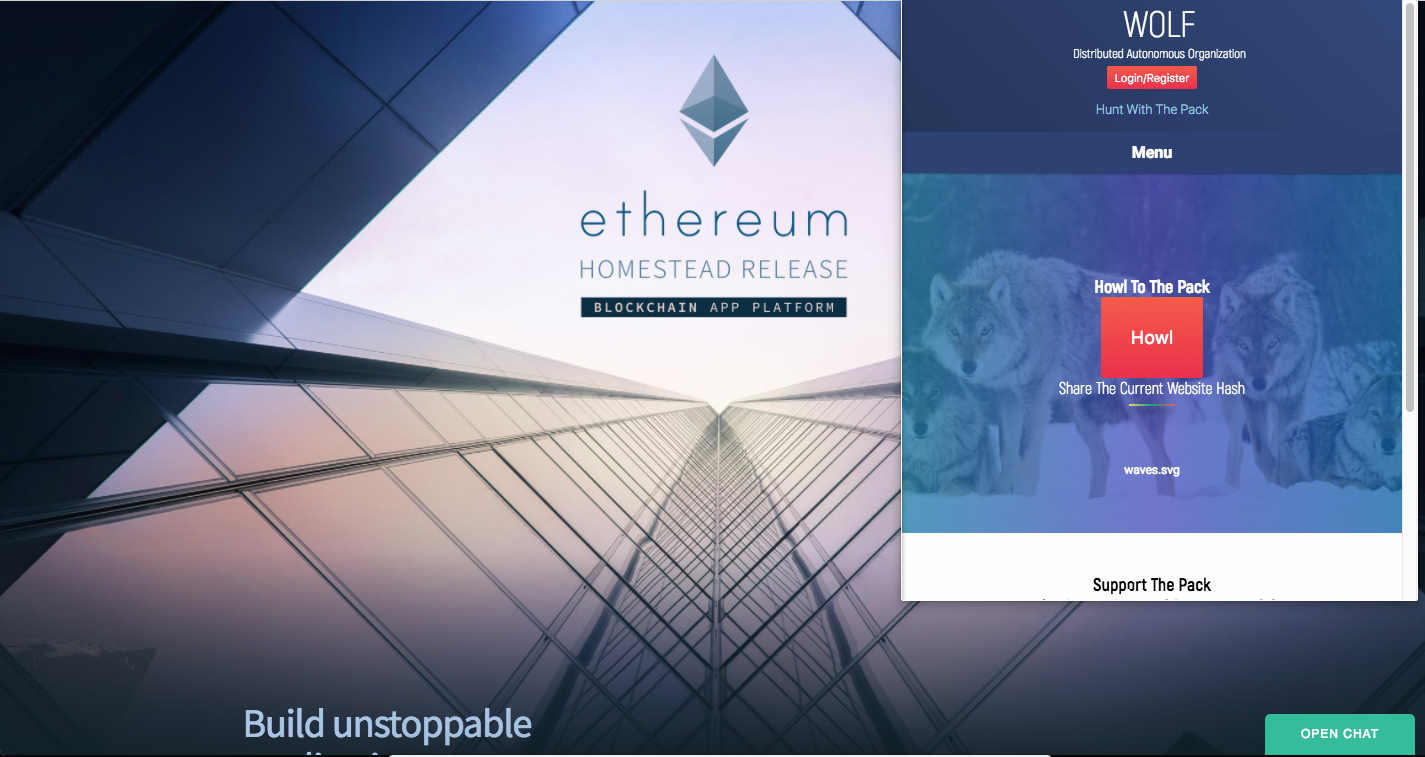 ethereum
HOMESTEAD RELEASE
BLOCKCHAIN APP PLATFORM
Build unstoppable
WOLF
Distributed Autonomous Organization
Login/Register
Hunt With The Pack
Menu
Howl To The Pack
Howl
Share The Current Website Hash
waves.svg
Support The Pack
OPEN CHAT